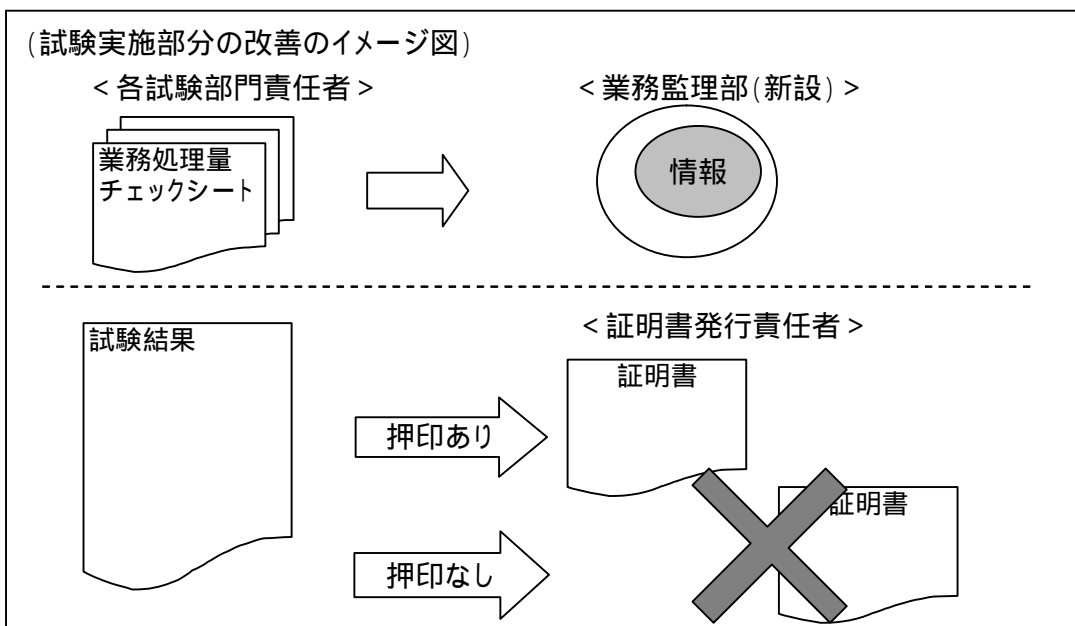 (試験実施部分の改善のイメージ図)
<各試験部門責任者>
<業務監理部(新設)>
業務処理量
チェックシート
情報
試験結果
<証明書発行責任者>
証明書
押印あり
証明書
押印なし